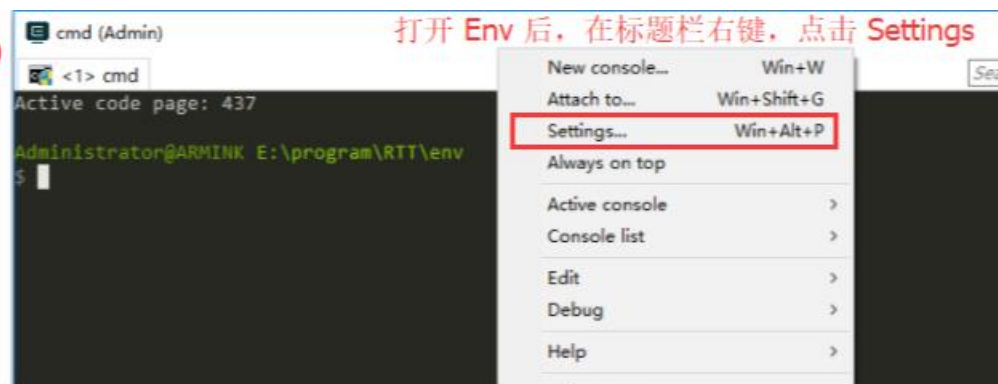 cmd (Admin)
打开 Env 后，在标题栏右键，点击 Settings
<1> cmd
Active code page: 437
Administrator@ARMINK E:\program\RTT\env
$
New console... Win+W
Attach to... Win+Shift+G
Settings... Win+Alt+P
Always on top
Active console >
Console list >
Edit >
Debug >
Help >